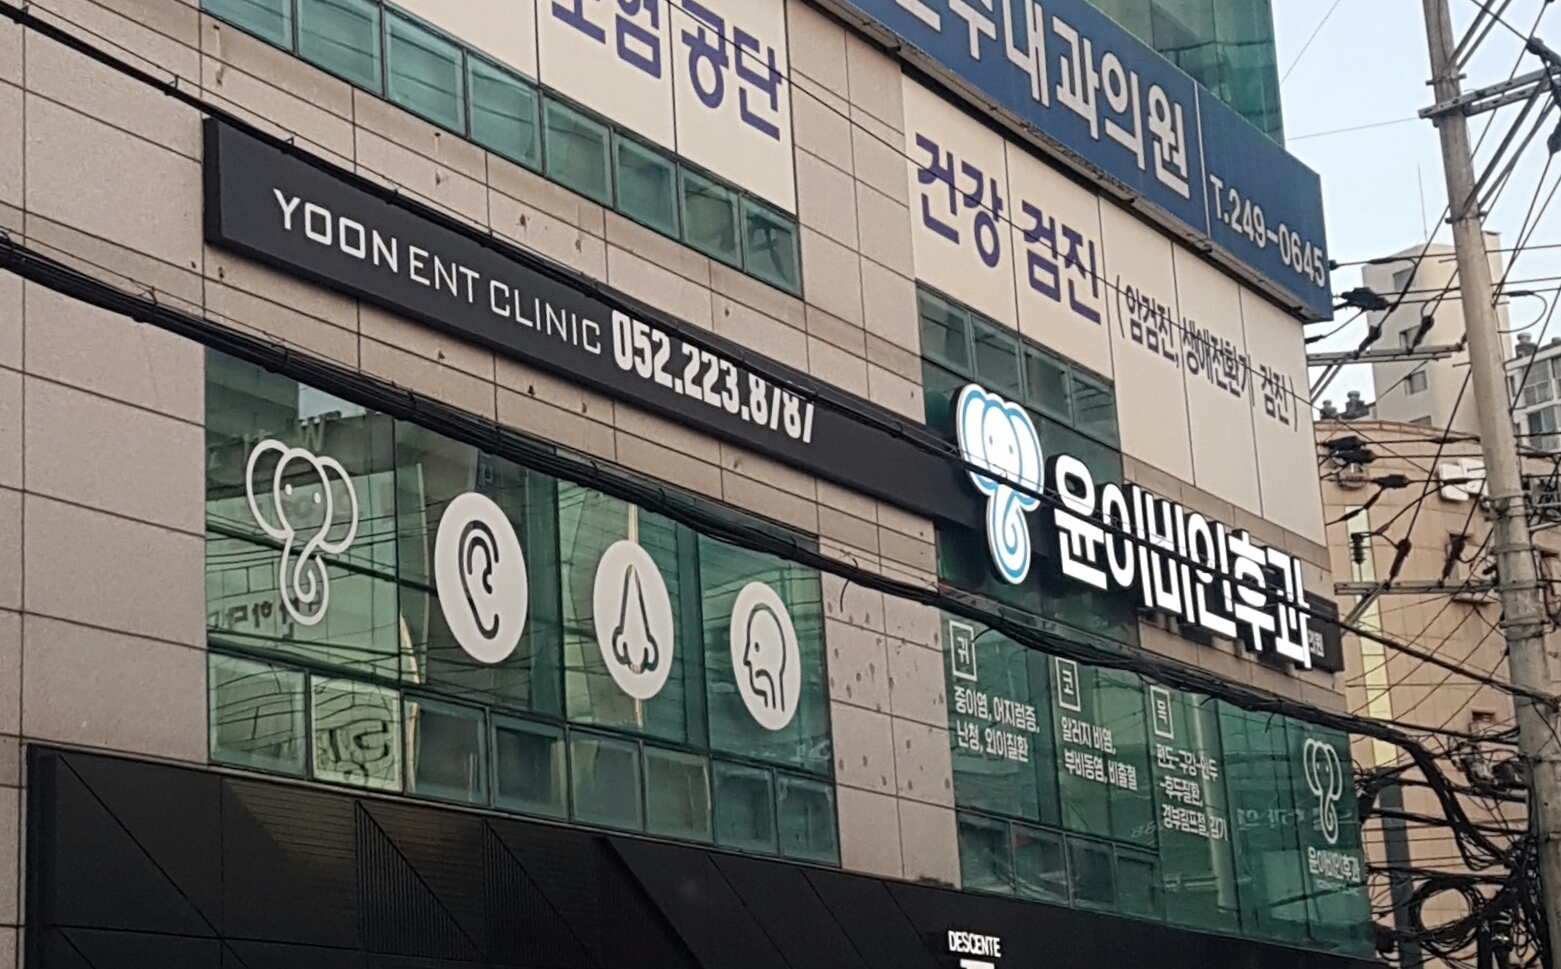 보험공단
내과의원
T.249-0645
건강 검진
(암검진, 생애전환기 검진)
YOON ENT CLINIC 052.223.8787
윤이비인후과
의원
귀
중이염, 어지럼증,
난청, 외이질환
코
알러지 비염,
부비동염, 비출혈
목
편도·구강·인두
·후두질환,
경부림프절, 감기
윤이비인후과
DESCENTE